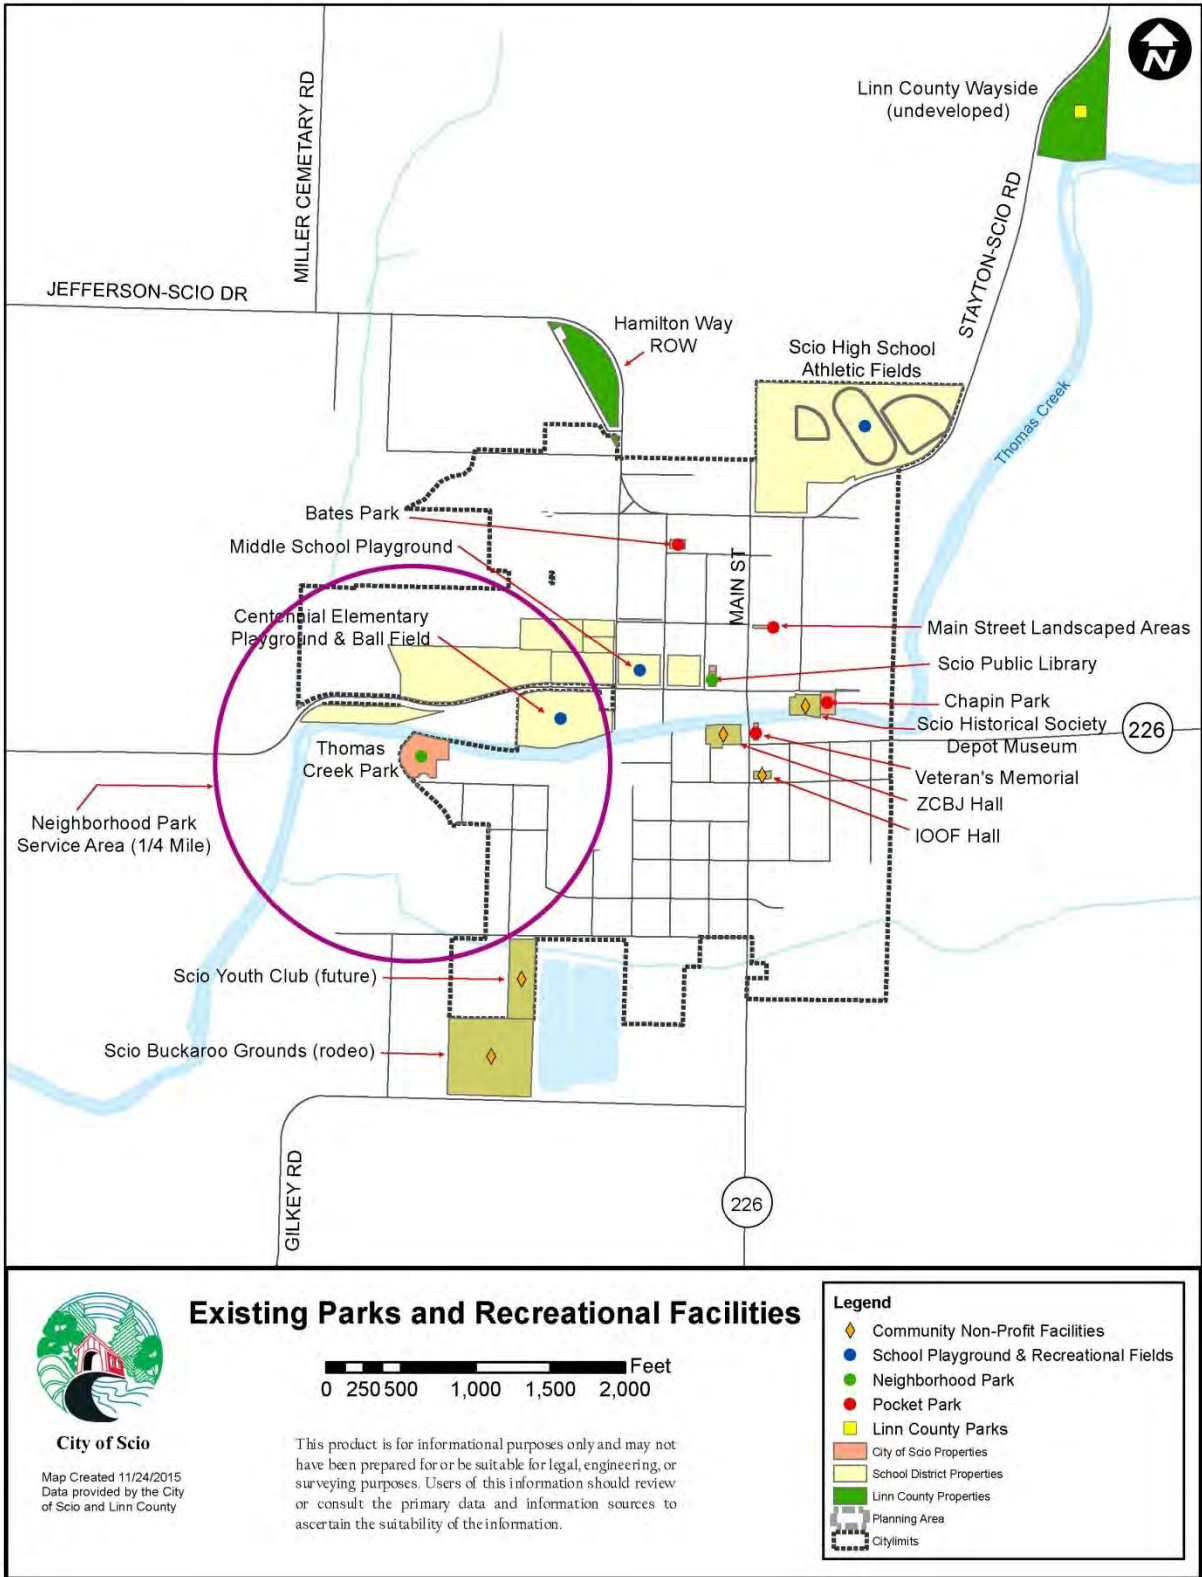 N
Linn County Wayside
(undeveloped)
MILLER CEMETARY RD
STAYTON-SCIO RD
JEFFERSON-SCIO DR
Hamilton Way
ROW
Scio High School
Athletic Fields
Thomas Creek
Bates Park
Middle School Playground
MAIN ST
Centennial Elementary
Playground & Ball Field
Main Street Landscaped Areas
Scio Public Library
Chapin Park
Scio Historical Society
Depot Museum
226
Thomas
Creek Park
Veteran's Memorial
ZCBJ Hall
IOOF Hall
Neighborhood Park
Service Area (1/4 Mile)
Scio Youth Club (future)
Scio Buckaroo Grounds (rodeo)
GILKEY RD
226
City of Scio
Map Created 11/24/2015
Data provided by the City
of Scio and Linn County
Existing Parks and Recreational Facilities
Feet
0 250 500 1,000 1,500 2,000
This product is for informational purposes only and may not
have been prepared for or be suitable for legal, engineering, or
surveying purposes. Users of this information should review
or consult the primary data and information sources to
ascertain the suitability of the information.
Legend
Community Non-Profit Facilities
School Playground & Recreational Fields
Neighborhood Park
Pocket Park
Linn County Parks
City of Scio Properties
School District Properties
Linn County Properties
Planning Area
Citylimits